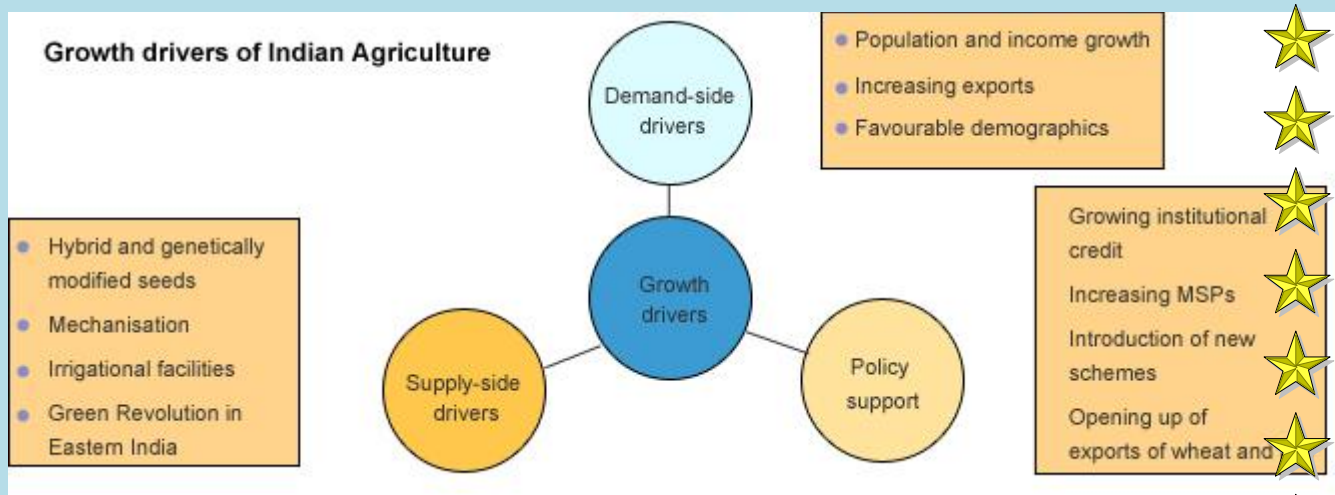 Growth drivers of Indian Agriculture
Demand-side
drivers
Population and income growth
Increasing exports
Favourable demographics
Hybrid and genetically
modified seeds
Mechanisation
Irrigational facilities
Green Revolution in
Eastern India
Growth
drivers
Supply-side
drivers
Policy
support
Growing institutional
credit
Increasing MSPs
Introduction of new
schemes
Opening up of
exports of wheat and